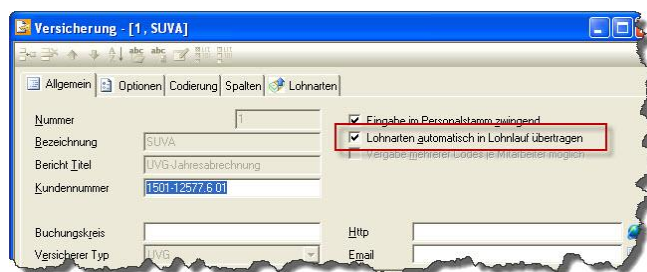 Versicherung - [1, SUVA]
Allgemein Optionen Codierung Spalten Lohnarten
Nummer 1 Eingabe im Personalstamm zwingend
Bezeichnung SUVA Lohnarten automatisch in Lohnlauf übertragen
Bericht Titel UVG-Jahresabrechnung Vergabe mehrerer Codes je Mitarbeiter möglich
Kundennummer 1501-12577.6 01
Buchungskreis Http
Versicherer Typ UVG Email